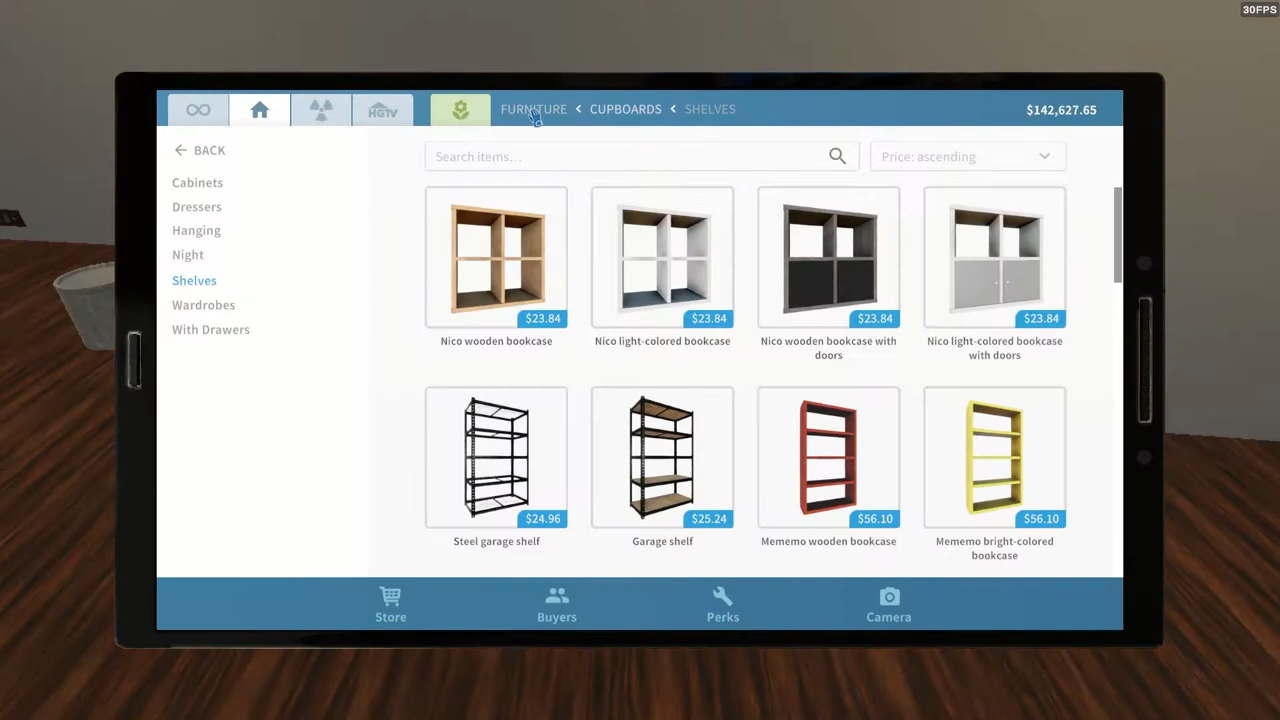 30FPS
HGTV
FURNITURE < CUPBOARDS < SHELVES
$142,627.65
BACK
Search items...
Price: ascending
Cabinets
Dressers
Hanging
Night
Shelves
Wardrobes
With Drawers
$23.84
$23.84
$23.84
$23.84
Nico wooden bookcase
Nico light-colored bookcase
Nico wooden bookcase with
doors
Nico light-colored bookcase
with doors
$24.96
$25.24
$56.10
$56.10
Steel garage shelf
Garage shelf
Mememo wooden bookcase
Mememo bright-colored
bookcase
Store
Buyers
Perks
Camera